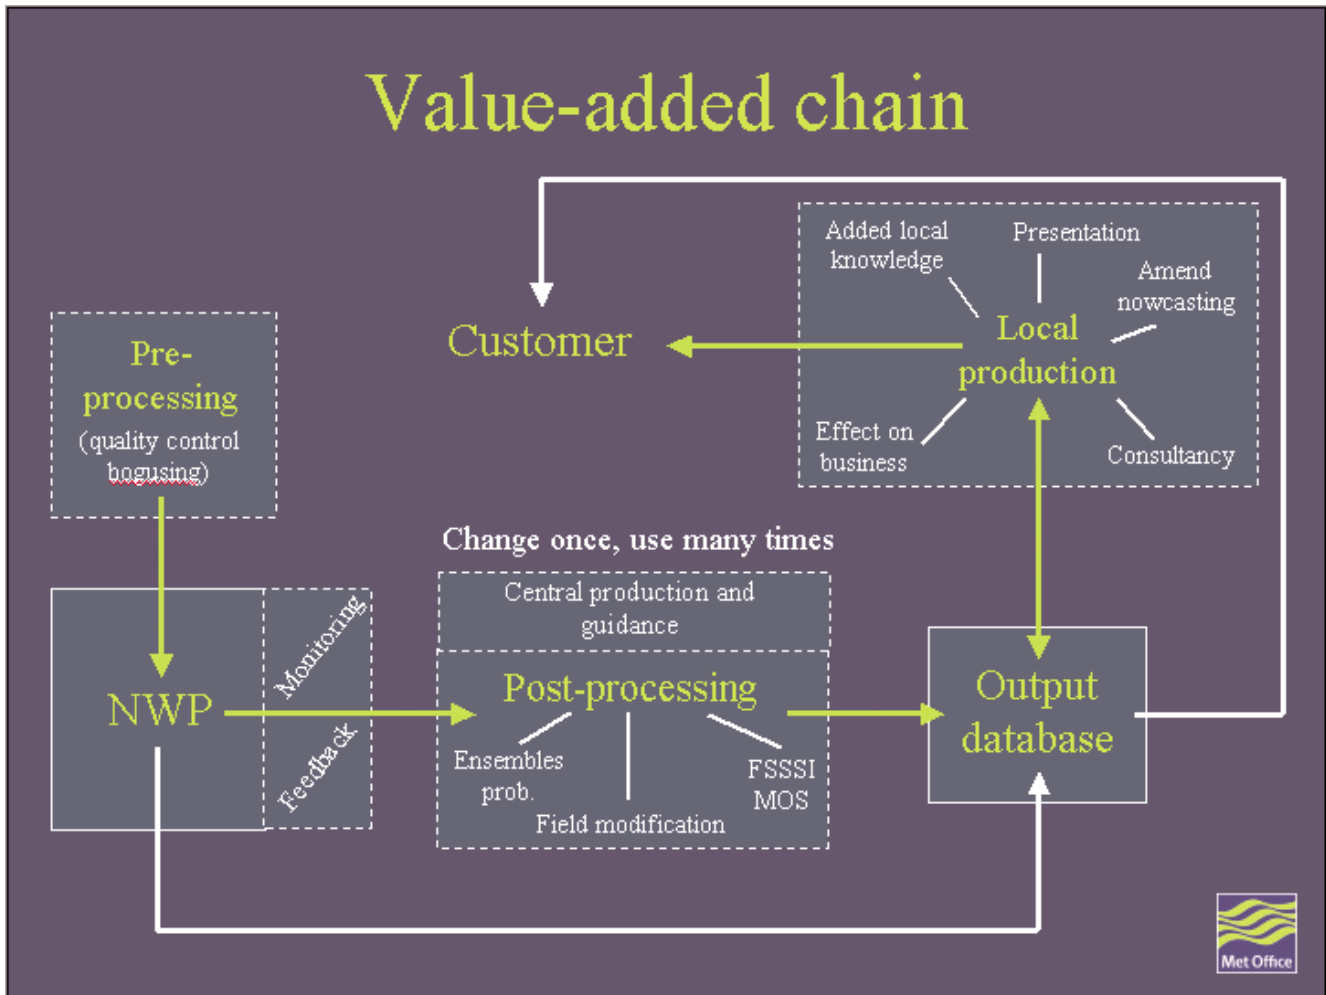 Value-added chain
Added local
knowledge
Presentation
Amend
nowcasting
Local
production
Effect on
business
Consultancy
Customer
Pre-
processing
(quality control
bogusing)
Change once, use many times
Central production and
guidance
NWP
Monitoring
Feedback
Post-processing
Ensembles
prob.
Field modification
FSSSI
MOS
Output
database
Met Office